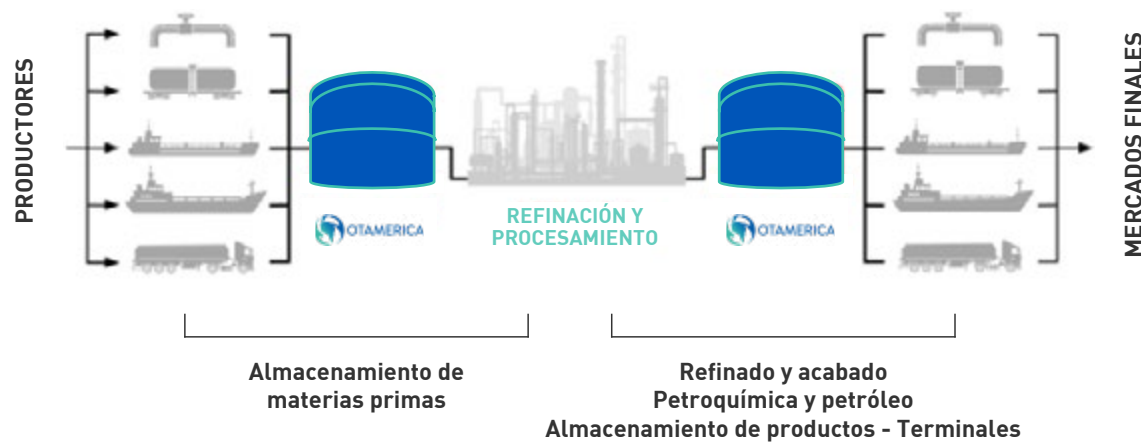 PRODUCTORES
OTAMERICA
REFINACIÓN Y
PROCESAMIENTO
OTAMERICA
MERCADOS FINALES
Almacenamiento de
materias primas
Refinado y acabado
Petroquímica y petróleo
Almacenamiento de productos - Terminales